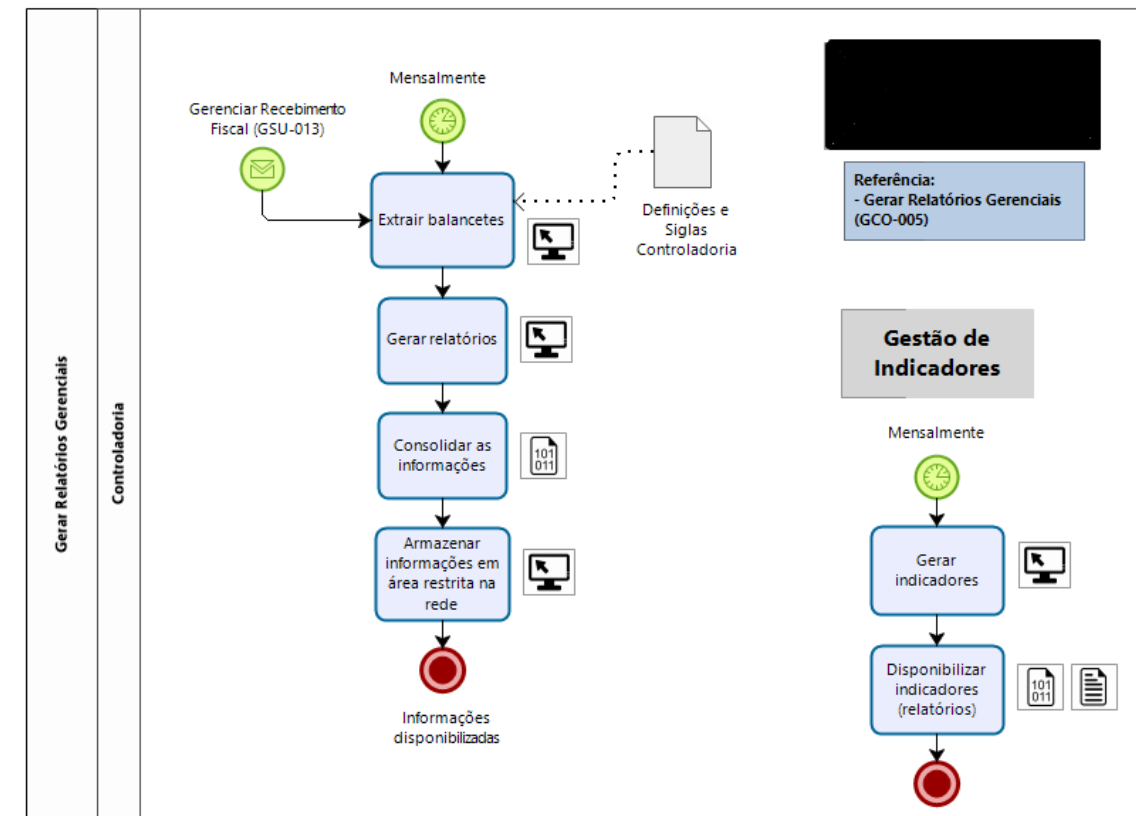 Gerar Relatórios Gerenciais
Controladoria
Mensalmente
Gerenciar Recebimento
Fiscal (GSU-013)
Extrair balancetes
Definições e
Siglas
Controladoria
Gerar relatórios
Consolidar as
informações
101
011
Armazenar
informações em
área restrita na
rede
Informações
disponibilizadas
Referência:
- Gerar Relatórios Gerenciais
(GCO-005)
Gestão de
Indicadores
Mensalmente
Gerar
indicadores
Disponibilizar
indicadores
(relatórios)
101
011